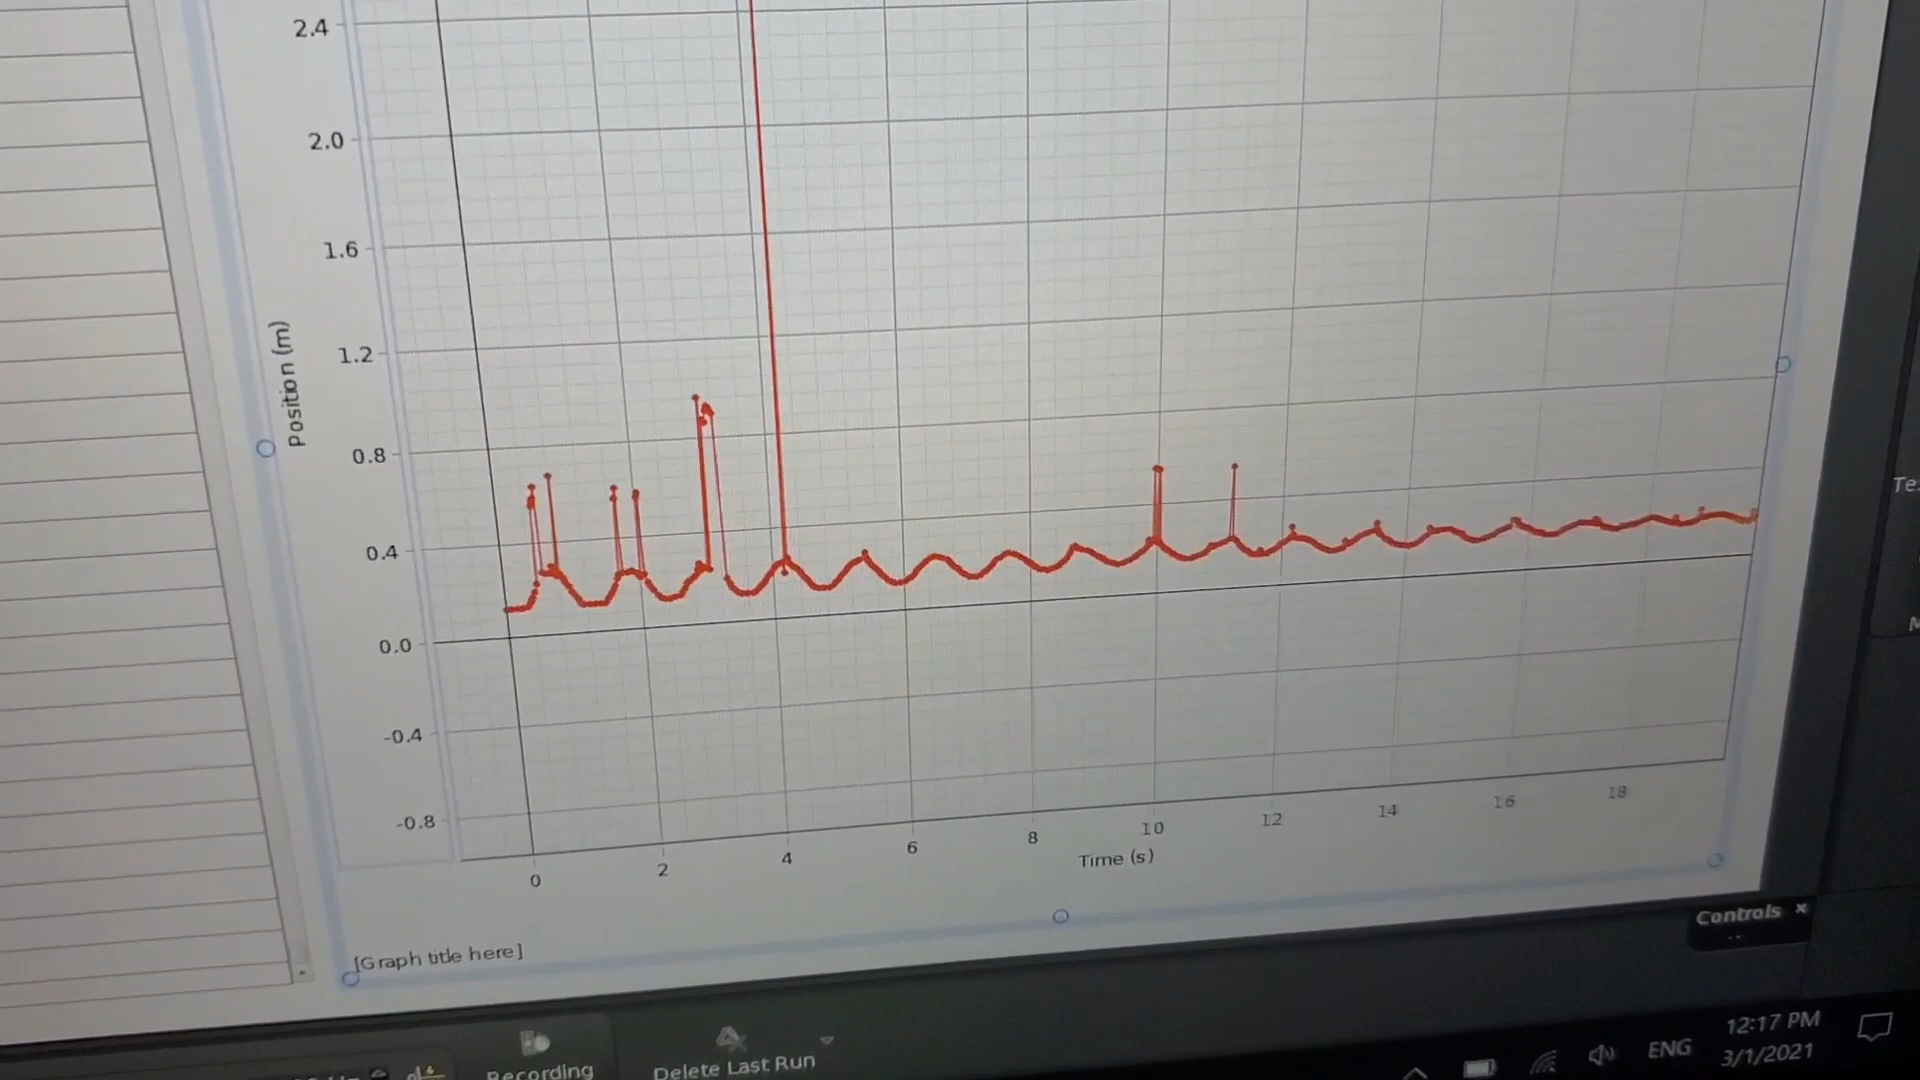 2.4
2.0
1.6
1.2
0.8
0.4
0.0
-0.4
-0.8
Position (m)
0
2
4
6
8
10
12
14
16
18
Time (s)
[Graph title here]
Controls
Recording
Delete Last Run
ENG
12:17 PM
3/1/2021